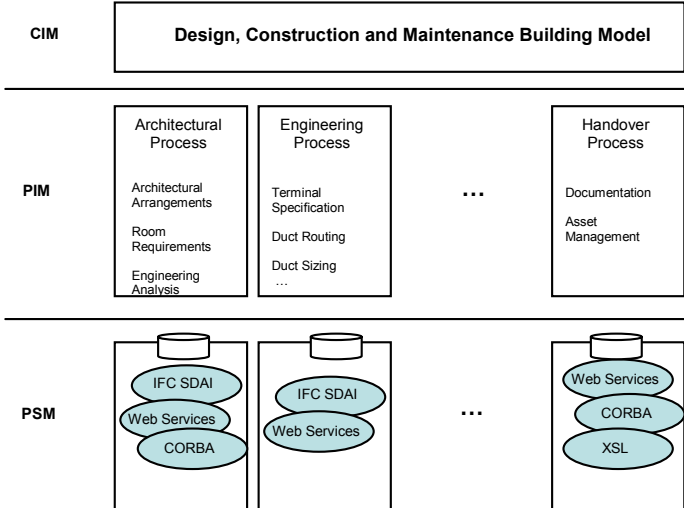 CIM
Design, Construction and Maintenance Building Model
PIM
Architectural
Process
Architectural
Arrangements
Room
Requirements
Engineering
Analysis
Engineering
Process
Terminal
Specification
Duct Routing
Duct Sizing
...
...
Handover
Process
Documentation
Asset
Management
PSM
IFC SDAI
Web Services
CORBA
IFC SDAI
Web Services
...
Web Services
CORBA
XSL